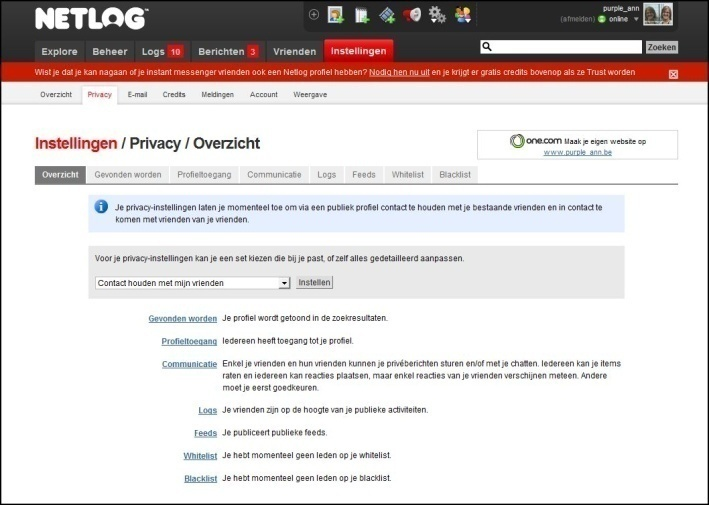 NETLOG
purple_ann
(afmelden) online
Explore Beheer Logs 10 Berichten 3 Vrienden Instellingen
Zoeken
Wist je dat je kan nagaan of je instant messenger vrienden ook een Netlog profiel hebben? Nodig hen nu uit en je krijgt er gratis credits bovenop als ze Trust worden
Overzicht Privacy E-mail Credits Meldingen Account Weergave
Instellingen / Privacy / Overzicht
one.com Maak je eigen website op
www.purple_ann.be
Overzicht Gevonden worden Profieltoegang Communicatie Logs Feeds Whitelist Blacklist
Je privacy-instellingen laten je momenteel toe om via een publiek profiel contact te houden met je bestaande vrienden en in contact te
komen met vrienden van je vrienden.
Voor je privacy-instellingen kan je een set kiezen die bij je past, of zelf alles gedetailleerd aanpassen.
Contact houden met mijn vrienden Instellen
Gevonden worden Je profiel wordt getoond in de zoekresultaten.
Profieltoegang Iedereen heeft toegang tot je profiel.
Communicatie Enkel je vrienden en hun vrienden kunnen je privéberichten sturen en/of met je chatten. Iedereen kan je items
raten en iedereen kan reacties plaatsen, maar enkel reacties van je vrienden verschijnen meteen. Andere
moet je eerst goedkeuren.
Logs Je vrienden zijn op de hoogte van je publieke activiteiten.
Feeds Je publiceert publieke feeds.
Whitelist Je hebt momenteel geen leden op je whitelist.
Blacklist Je hebt momenteel geen leden op je blacklist.